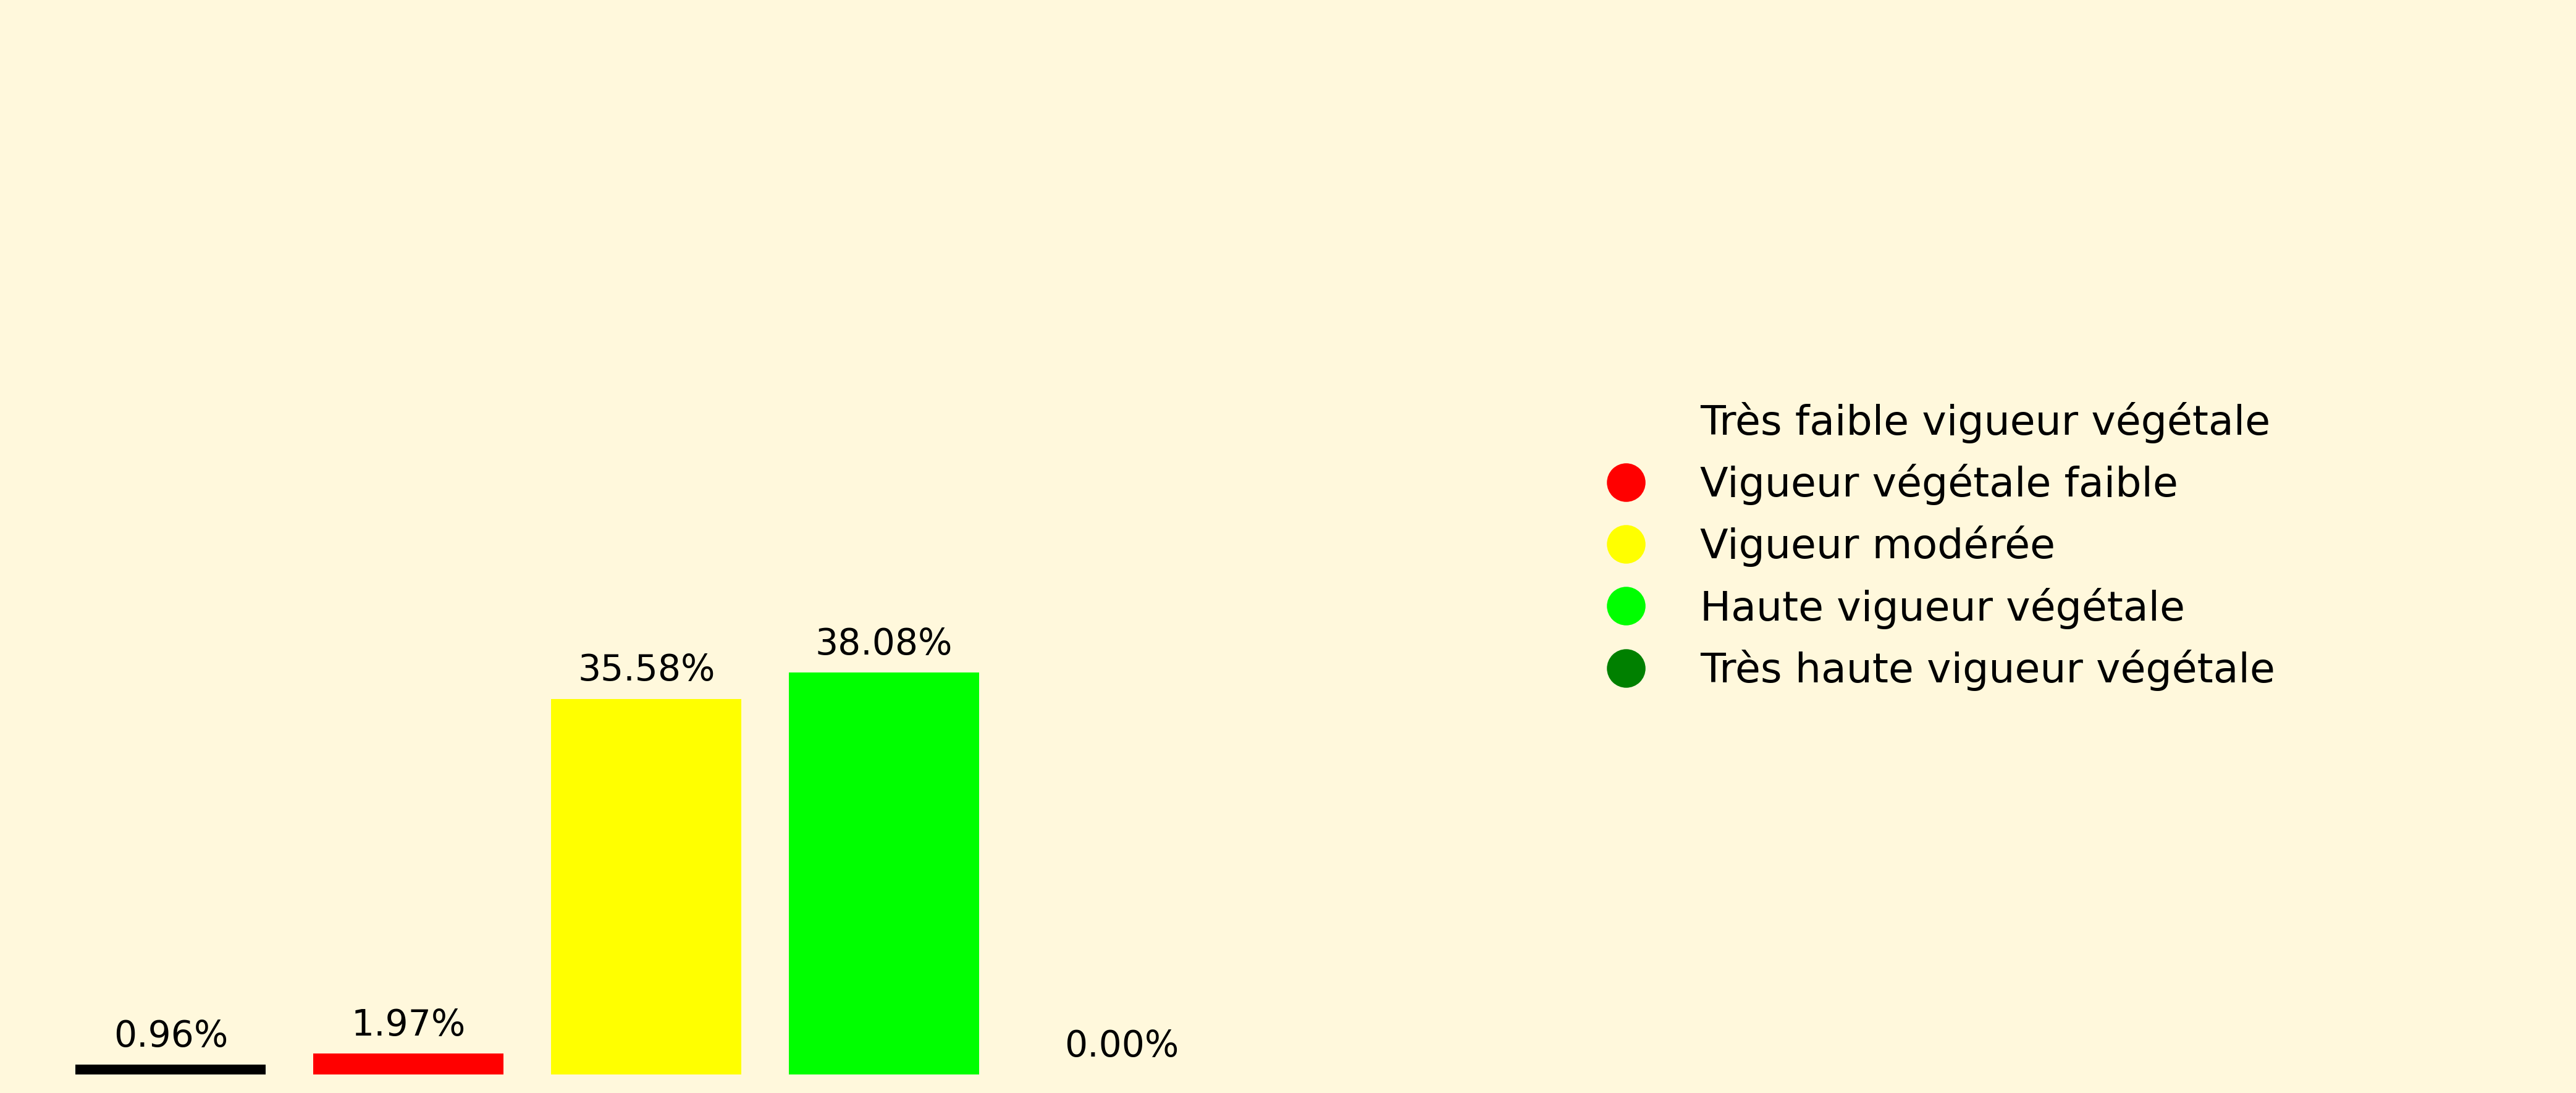 0.96%
1.97%
35.58%
38.08%
0.00%
Très faible vigueur végétale
Vigueur végétale faible
Vigueur modérée
Haute vigueur végétale
Très haute vigueur végétale